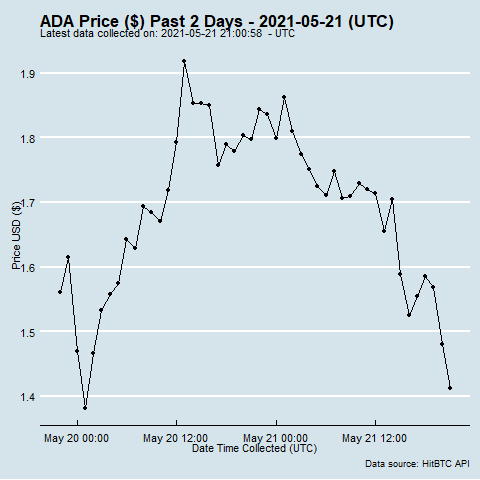 ADA Price ($) Past 2 Days - 2021-05-21 (UTC)
Latest data collected on: 2021-05-21 21:00:58 - UTC
Price USD ($)
1.9
1.8
1.7
1.6
1.5
1.4
May 20 00:00 May 20 12:00 May 21 00:00 May 21 12:00
Date Time Collected (UTC)
Data source: HitBTC API